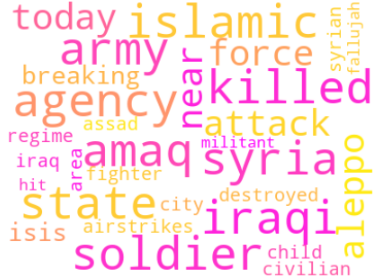 today islamic syrian
fallujah
army near force
breaking killed
agency
assad attack
regime amaq militant
iraq area syria
hit fighter aleppo
state city destroyed
isis airstrikes iraqi
soldier child
civilian